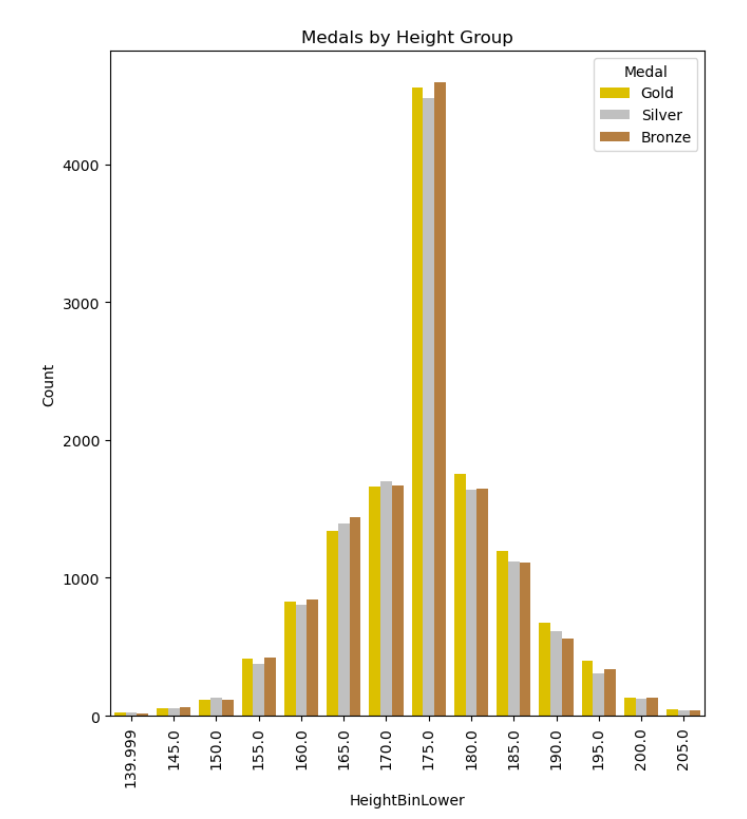 Medals by Height Group
Medal
Gold
Silver
Bronze
4000
3000
2000
1000
0
Count
139.999
145.0
150.0
155.0
160.0
165.0
170.0
175.0
180.0
185.0
190.0
195.0
200.0
205.0
HeightBinLower